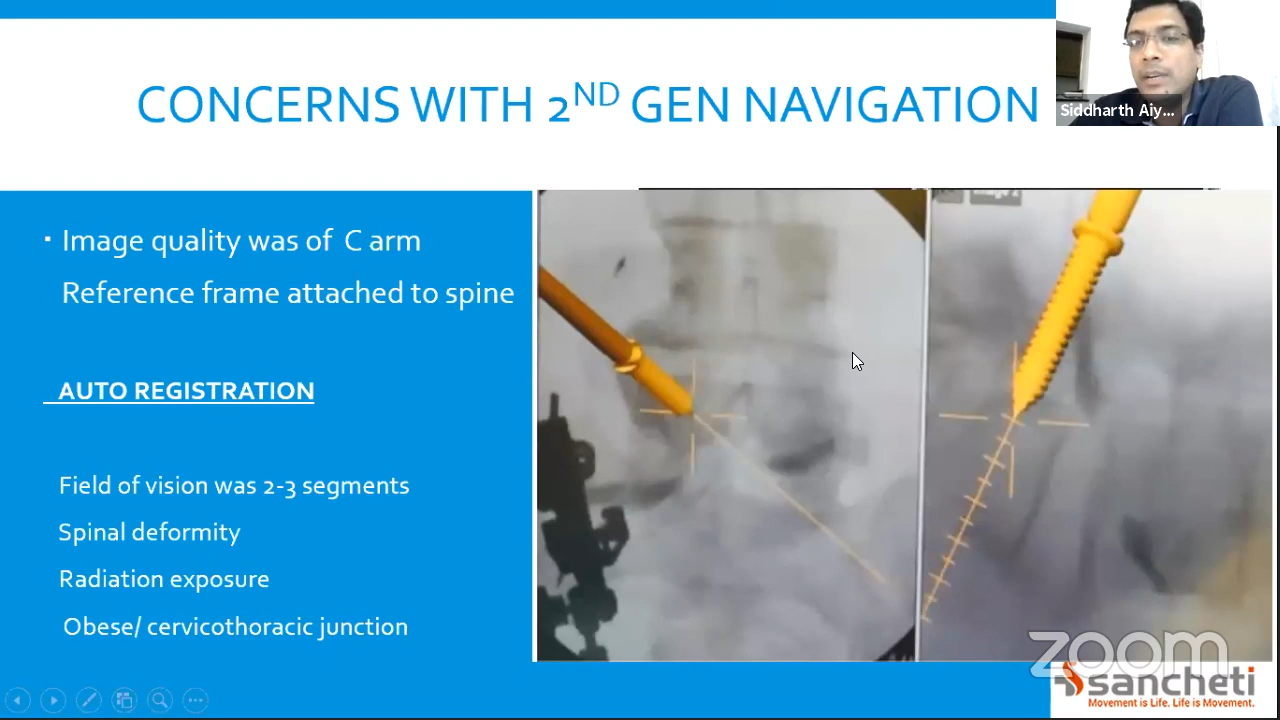 CONCERNS WITH 2ND GEN NAVIGATION
Siddharth Aiy...
▪ Image quality was of C arm
Reference frame attached to spine
AUTO REGISTRATION
Field of vision was 2-3 segments
Spinal deformity
Radiation exposure
Obese/ cervicothoracic junction
zoom
sancheti
Movement is Life. Life is Movement.